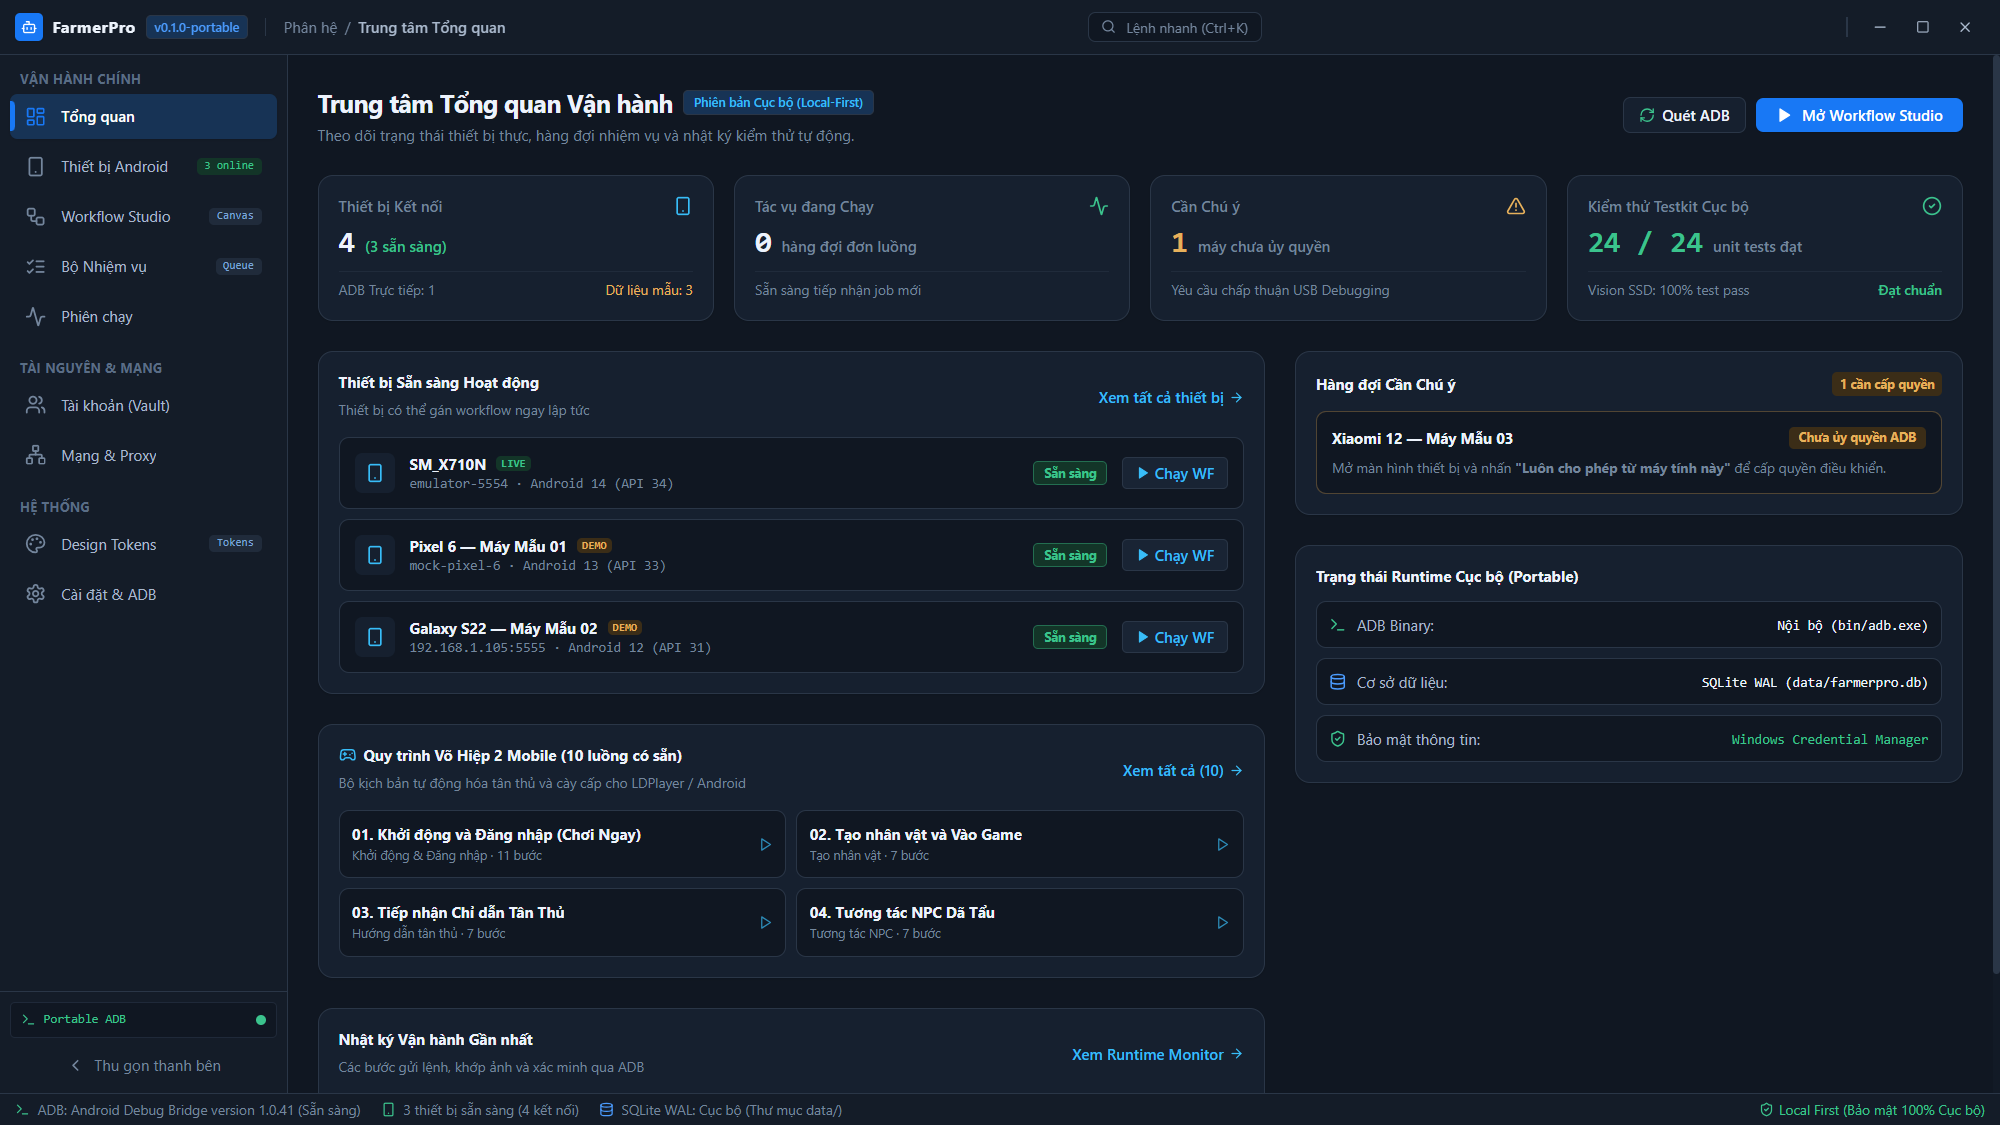 FarmerPro v0.1.0-portable Phân hệ / Trung tâm Tổng quan Lệnh nhanh (Ctrl+K)
VẬN HÀNH CHÍNH
Tổng quan
Thiết bị Android 3 online
Workflow Studio Canvas
Bộ Nhiệm vụ Queue
Phiên chạy
TÀI NGUYÊN & MẠNG
Tài khoản (Vault)
Mạng & Proxy
HỆ THỐNG
Design Tokens Tokens
Cài đặt & ADB
Portable ADB
Thu gọn thanh bên
Trung tâm Tổng quan Vận hành Phiên bản Cục bộ (Local-First)
Theo dõi trạng thái thiết bị thực, hàng đợi nhiệm vụ và nhật ký kiểm thử tự động.
Quét ADB Mở Workflow Studio
Thiết bị Kết nối
4 (3 sẵn sàng)
ADB Trực tiếp: 1 Dữ liệu mẫu: 3
Tác vụ đang Chạy
0 hàng đợi đơn luồng
Sẵn sàng tiếp nhận job mới
Cần Chú ý
1 máy chưa ủy quyền
Yêu cầu chấp thuận USB Debugging
Kiểm thử Testkit Cục bộ
24 / 24 unit tests đạt
Vision SSD: 100% test pass Đạt chuẩn
Thiết bị Sẵn sàng Hoạt động
Thiết bị có thể gán workflow ngay lập tức
Xem tất cả thiết bị →
SM_X710N LIVE
emulator-5554 · Android 14 (API 34)
Sẵn sàng Chạy WF
Pixel 6 — Máy Mẫu 01 DEMO
mock-pixel-6 · Android 13 (API 33)
Sẵn sàng Chạy WF
Galaxy S22 — Máy Mẫu 02 DEMO
192.168.1.105:5555 · Android 12 (API 31)
Sẵn sàng Chạy WF
Quy trình Võ Hiệp 2 Mobile (10 luồng có sẵn)
Bộ kịch bản tự động hóa tân thủ và cày cấp cho LDPlayer / Android
Xem tất cả (10) →
01. Khởi động và Đăng nhập (Chơi Ngay)
Khởi động & Đăng nhập · 11 bước
02. Tạo nhân vật và Vào Game
Tạo nhân vật · 7 bước
03. Tiếp nhận Chỉ dẫn Tân Thủ
Hướng dẫn tân thủ · 7 bước
04. Tương tác NPC Dã Tẩu
Tương tác NPC · 7 bước
Nhật ký Vận hành Gần nhất
Các bước gửi lệnh, khớp ảnh và xác minh qua ADB
Xem Runtime Monitor →
Hàng đợi Cần Chú ý 1 cần cấp quyền
Xiaomi 12 — Máy Mẫu 03 Chưa ủy quyền ADB
Mở màn hình thiết bị và nhấn "Luôn cho phép từ máy tính này" để cấp quyền điều khiển.
Trạng thái Runtime Cục bộ (Portable)
ADB Binary: Nội bộ (bin/adb.exe)
Cơ sở dữ liệu: SQLite WAL (data/farmerpro.db)
Bảo mật thông tin: Windows Credential Manager
ADB: Android Debug Bridge version 1.0.41 (Sẵn sàng) 3 thiết bị sẵn sàng (4 kết nối) SQLite WAL: Cục bộ (Thư mục data/) Local First (Bảo mật 100% Cục bộ)